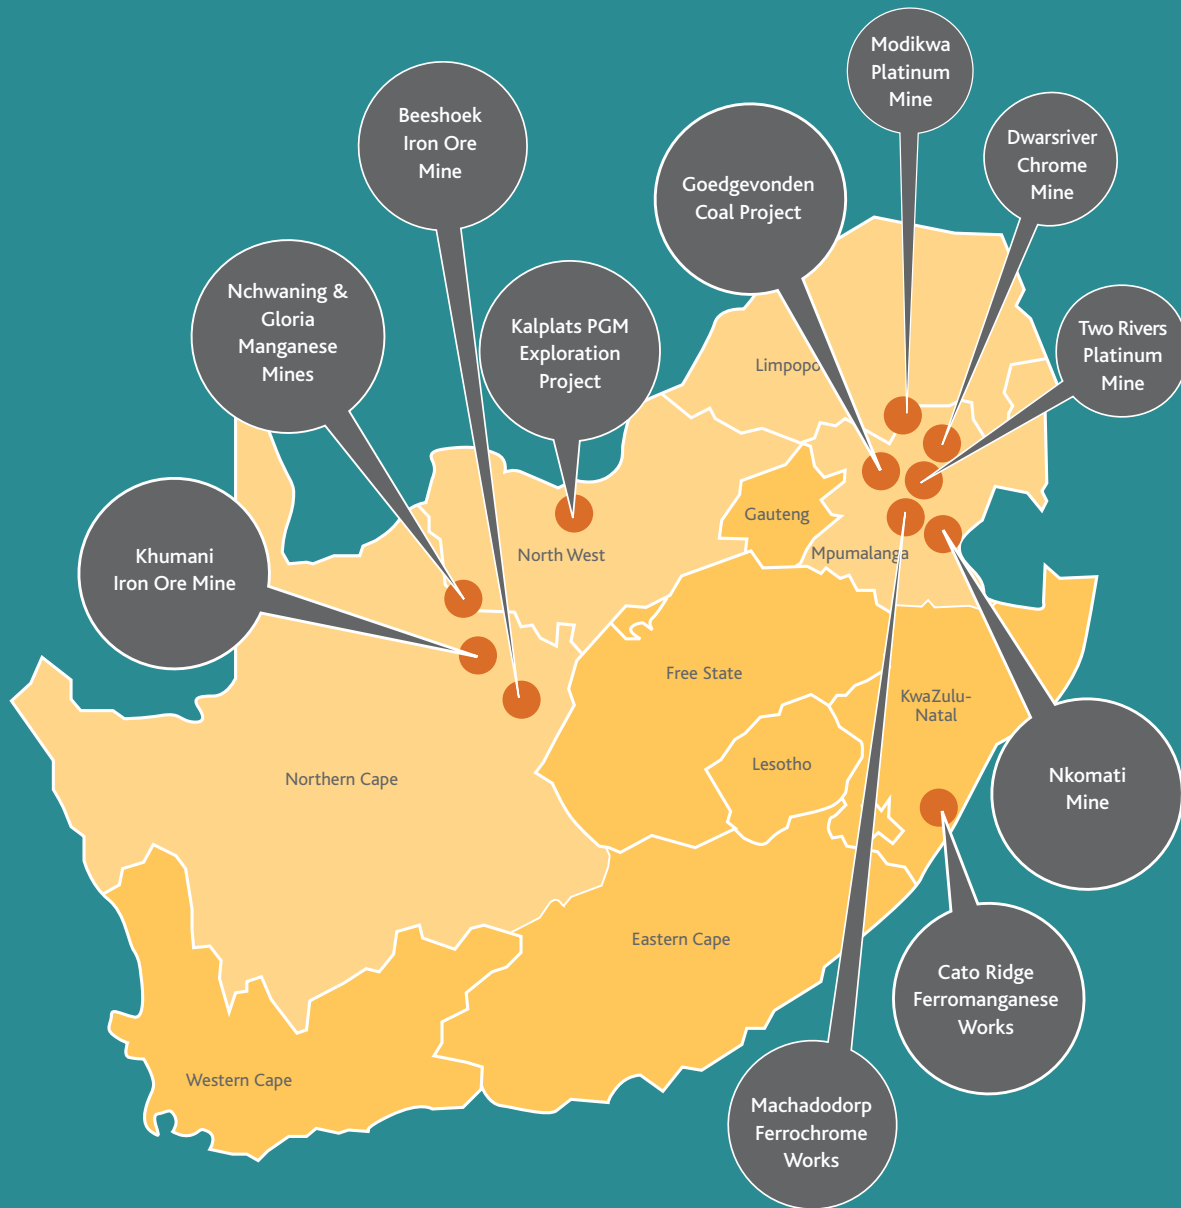 Modikwa
Platinum
Mine
Beeshoek
Iron Ore
Mine
Dwarsriver
Chrome
Mine
Goedgevonden
Coal Project
Nchwaning &
Gloria
Manganese
Mines
Kalplats PGM
Exploration
Project
Two Rivers
Platinum
Mine
Limpopo
Gauteng
North West
Mpumalanga
Khumani
Iron Ore Mine
Free State
KwaZulu-
Natal
Lesotho
Northern Cape
Nkomati
Mine
Eastern Cape
Cato Ridge
Ferromanganese
Works
Western Cape
Machadodorp
Ferrochrome
Works